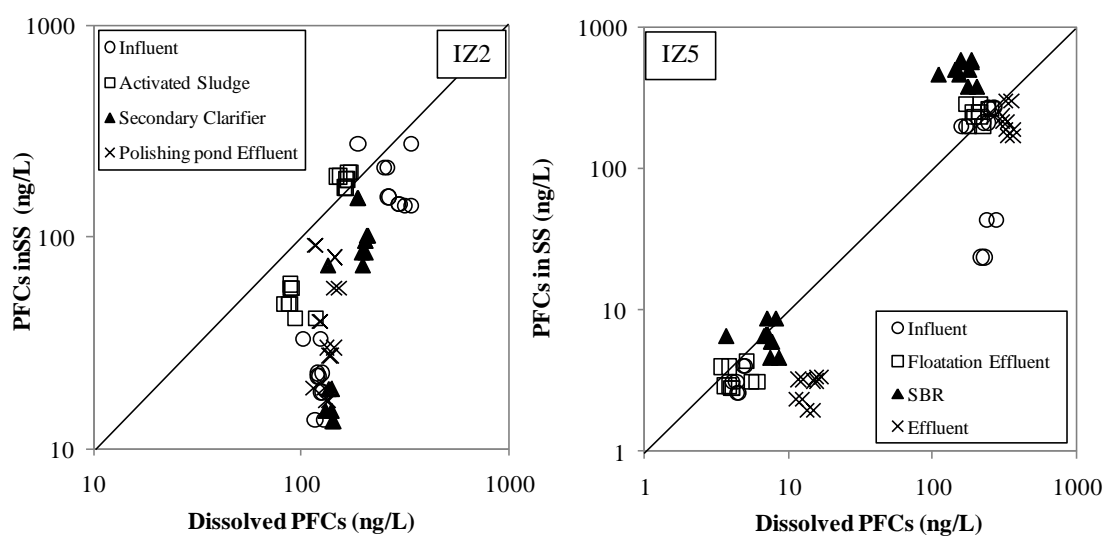 1000
100
10
10
100
1000
PFCs inSS (ng/L)
Dissolved PFCs (ng/L)
IZ2
Influent
Activated Sludge
Secondary Clarifier
Polishing pond Effluent
1000
100
10
1
1
10
100
1000
PFCs in SS (ng/L)
Dissolved PFCs (ng/L)
IZ5
Influent
Floatation Effluent
SBR
Effluent